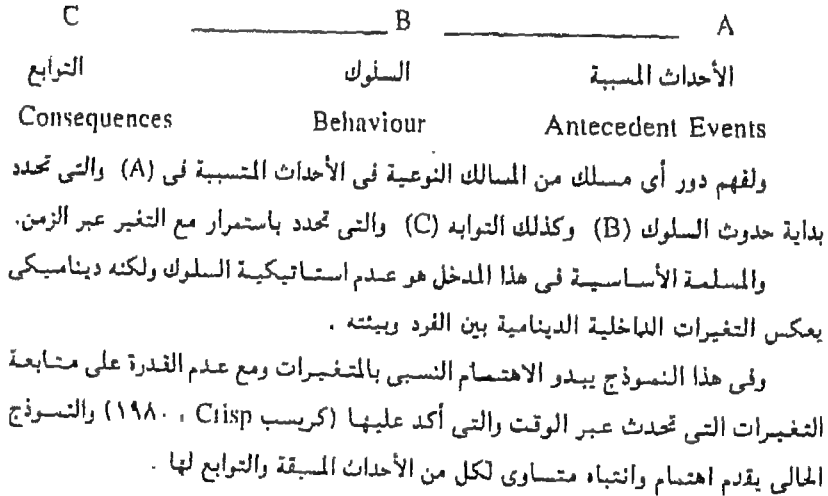 C ____________ B ____________ A
الأحداث المسببة السلوك التوابع
Consequences Behaviour Antecedent Events
ولفهم دور أى مسلك من المسالك النوعية فى الأحداث المتسببة فى (A) والتى تحدد
بداية حدوث السلوك (B) وكذلك التوابه (C) والتى تحدد باستمرار مع التغير عبر الزمن.
والمسلمة الأساسية فى هذا المدخل هو عدم استاتيكية السلوك ولكنه ديناميكى
يعكس التغيرات الداخلية الدينامية بين الفرد وبيئته .
وفى هذا النموذج يبدو الاهتمام النسبى بالمتغيرات ومع عدم القدرة على متابعة
التغيرات التى تحدث عبر الوقت والتى أكد عليها (كريسب Crisp ، ١٩٨٠) والنموذج
الحالى يقدم اهتمام وانتباه متساوى لكل من الأحداث المسبقة والتوابع لها .